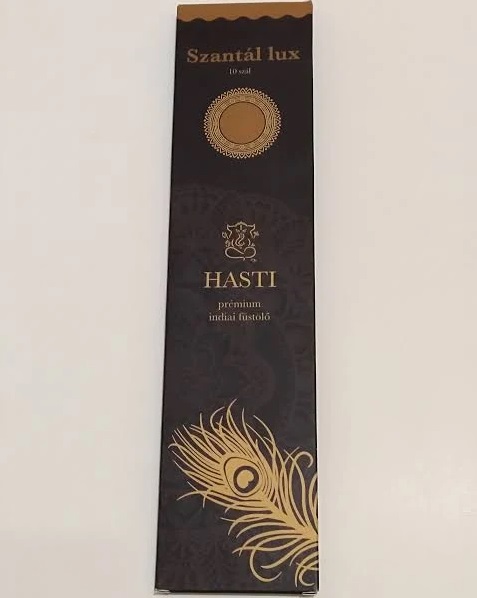 Szantál lux
10 szál
HASTI
prémium
indiai füstölő